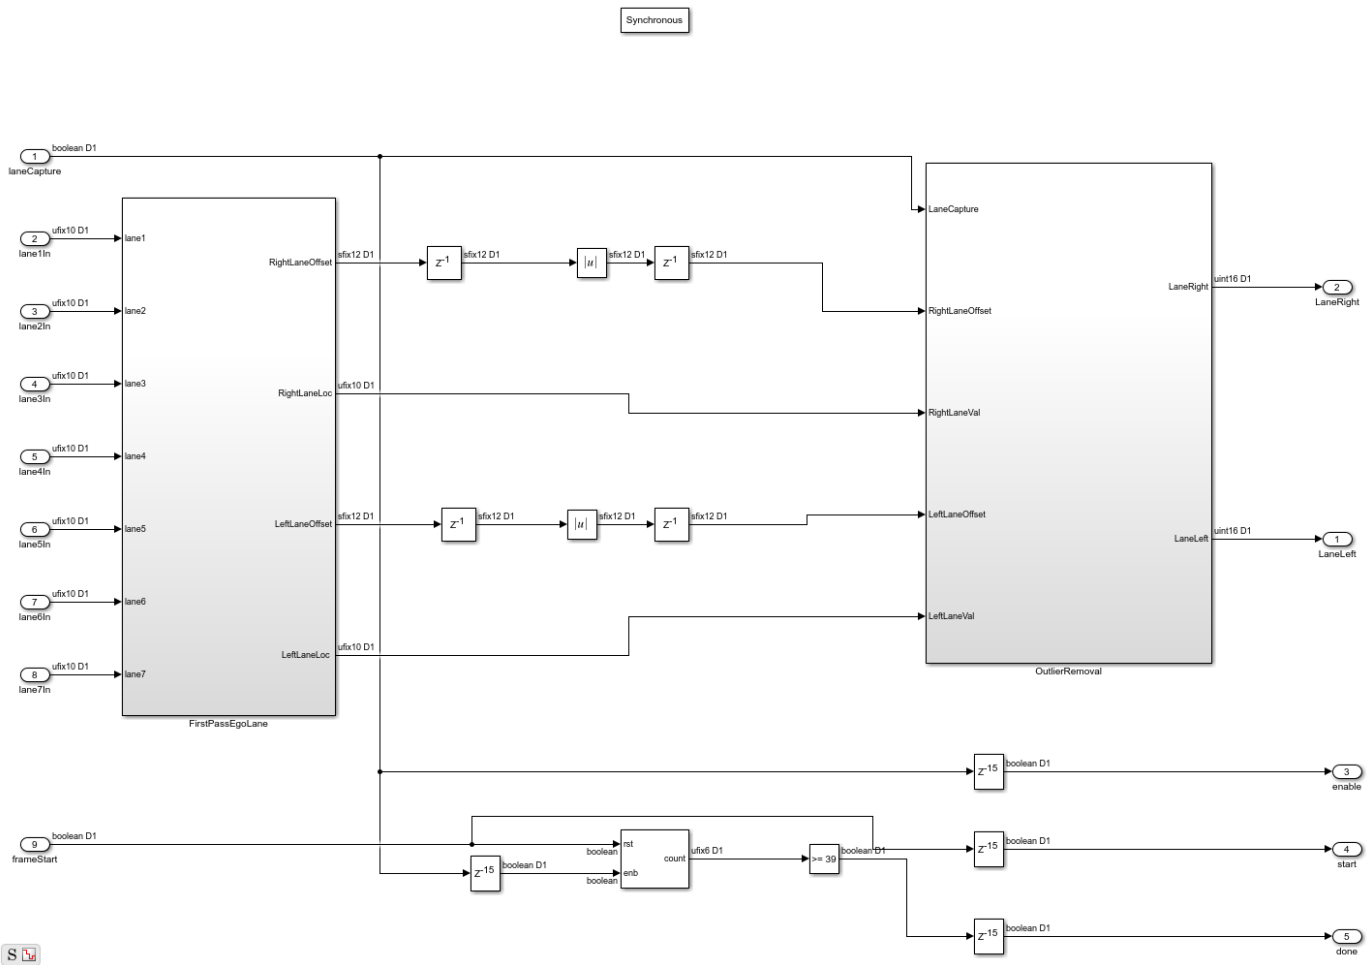 Synchronous
boolean D1
1
laneCapture
LaneCapture
ufix10 D1
2
lane1In
lane1
RightLaneOffset
sfix12 D1
z-1
sfix12 D1
|u|
sfix12 D1
z-1
sfix12 D1
LaneRight
uint16 D1
2
LaneRight
ufix10 D1
3
lane2In
lane2
RightLaneOffset
ufix10 D1
4
lane3In
lane3
RightLaneLoc
ufix10 D1
RightLaneVal
ufix10 D1
5
lane4In
lane4
ufix10 D1
6
lane5In
lane5
LeftLaneOffset
sfix12 D1
z-1
sfix12 D1
|u|
sfix12 D1
z-1
sfix12 D1
LeftLaneOffset
LaneLeft
uint16 D1
1
LaneLeft
ufix10 D1
7
lane6In
lane6
LeftLaneVal
LeftLaneLoc
ufix10 D1
ufix10 D1
8
lane7In
lane7
OutlierRemoval
FirstPassEgoLane
z-15
boolean D1
3
enable
boolean D1
9
frameStart
boolean
rst
count
ufix6 D1
>= 39
boolean D1
z-15
boolean D1
4
start
z-15
boolean D1
boolean
enb
z-15
boolean D1
5
done
S